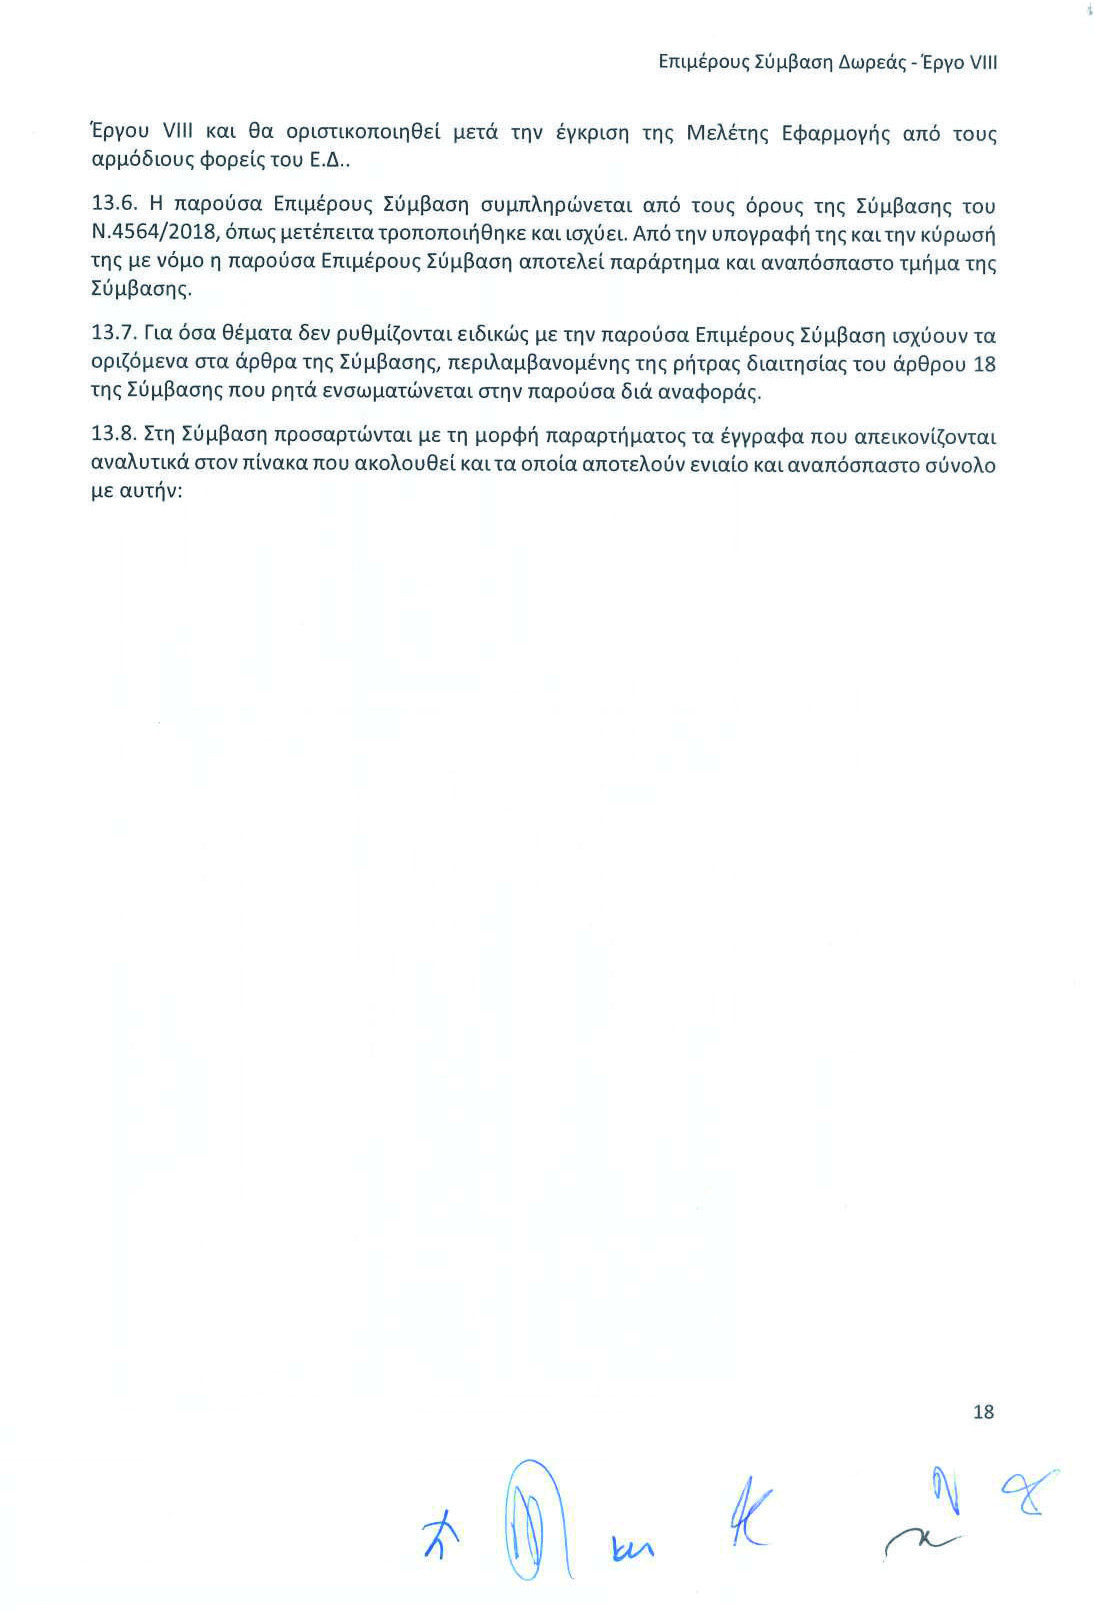 Επιμέρους Σύμβαση Δωρεάς - Έργο VIII
Έργου VIII και θα οριστικοποιηθεί μετά την έγκριση της Μελέτης Εφαρμογής από τους
αρμόδιους φορείς του Ε.Δ..
13.6. Η παρούσα Επιμέρους Σύμβαση συμπληρώνεται από τους όρους της Σύμβασης του
Ν.4564/2018, όπως μετέπειτα τροποποιήθηκε και ισχύει. Από την υπογραφή της και την κύρωσή
της με νόμο η παρούσα Επιμέρους Σύμβαση αποτελεί παράρτημα και αναπόσπαστο τμήμα της
Σύμβασης.
13.7. Για όσα θέματα δεν ρυθμίζονται ειδικώς με την παρούσα Επιμέρους Σύμβαση ισχύουν τα
οριζόμενα στα άρθρα της Σύμβασης, περιλαμβανομένης της ρήτρας διαιτησίας του άρθρου 18
της Σύμβασης που ρητά ενσωματώνεται στην παρούσα διά αναφοράς.
13.8. Στη Σύμβαση προσαρτώνται με τη μορφή παραρτήματος τα έγγραφα που απεικονίζονται
αναλυτικά στον πίνακα που ακολουθεί και τα οποία αποτελούν ενιαίο και αναπόσπαστο σύνολο
με αυτήν:
18